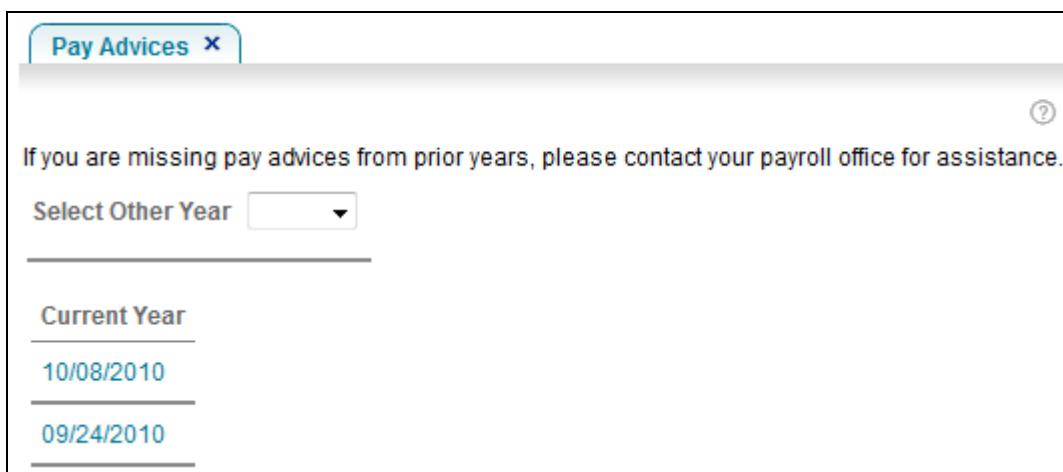 Pay Advices ×
?
If you are missing pay advices from prior years, please contact your payroll office for assistance.
Select Other Year
Current Year
10/08/2010
09/24/2010